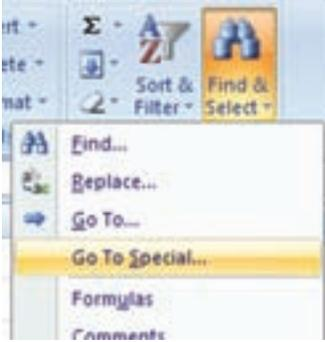 Sort & Find &
Filter Select
Find...
Replace...
Go To...
Go To Special...
Formulas
Comments